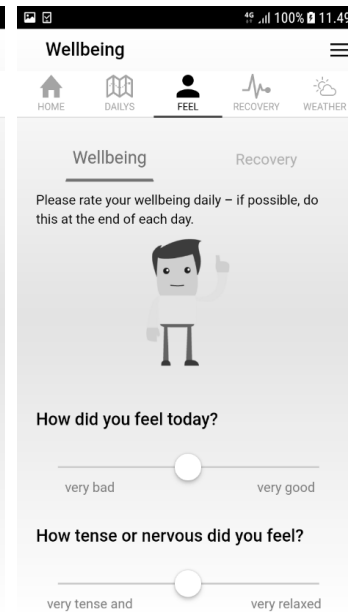 4G 100% 11.49
Wellbeing
HOME DAILYS FEEL RECOVERY WEATHER
Wellbeing Recovery
Please rate your wellbeing daily – if possible, do
this at the end of each day.
How did you feel today?
very bad very good
How tense or nervous did you feel?
very tense and very relaxed